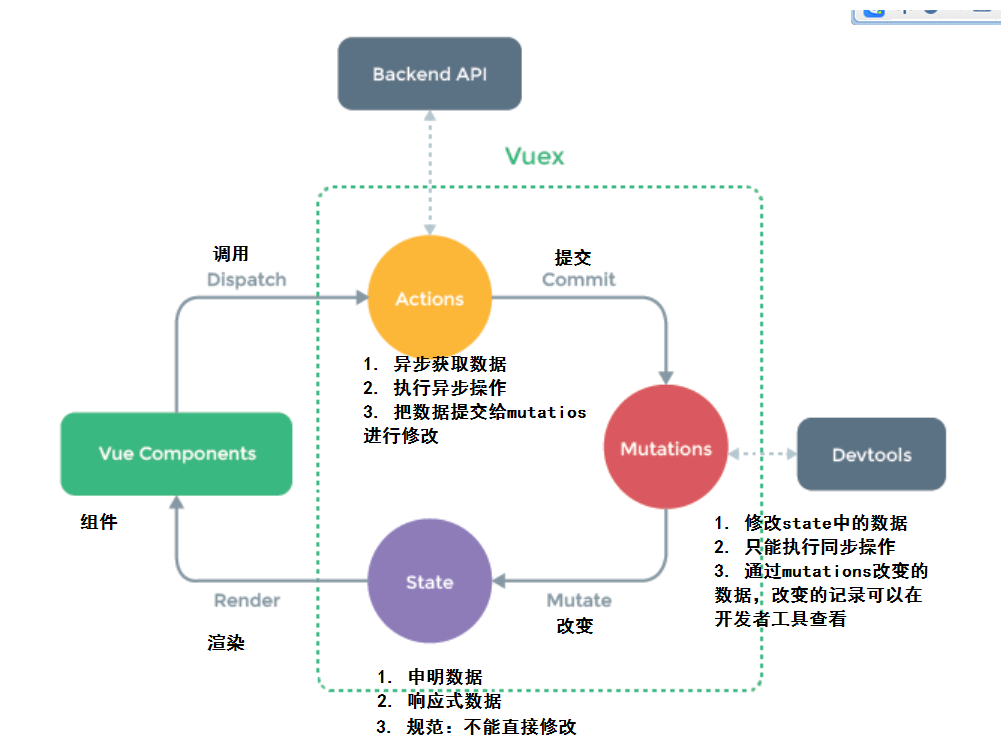 Backend API
Vuex
调用
Dispatch
提交
Commit
Actions
1. 异步获取数据
2. 执行异步操作
3. 把数据提交给mutatios
进行修改
Vue Components
组件
Mutations
Devtools
1. 修改state中的数据
2. 只能执行同步操作
3. 通过mutations改变的
数据，改变的记录可以在
开发者工具查看
State
Render
渲染
Mutate
改变
1. 申明数据
2. 响应式数据
3. 规范：不能直接修改